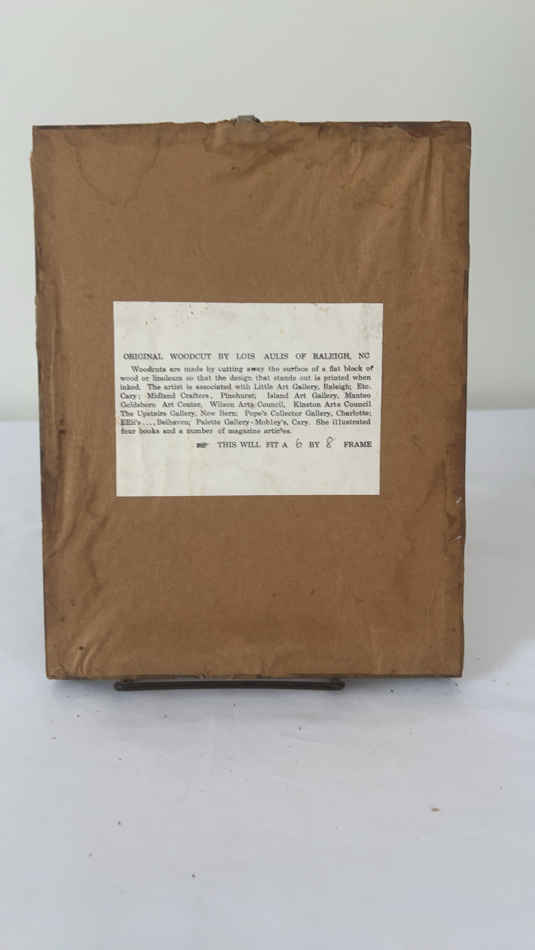 ORIGINAL WOODCUT BY LOIS AULIS OF RALEIGH, NC
Woodcuts are made by cutting away the surface of a flat block of
wood or linoleum so that the design that stands out is printed when
inked. The artist is associated with Little Art Gallery, Raleigh; Etc.
Cary; Midland Crafters, Pinehurst; Island Art Gallery, Manteo
Goldsboro Art Center, Wilson Arts Council, Kinston Arts Council
The Upstairs Gallery, New Bern; Pope's Collector Gallery, Charlotte;
Belhaven; Palette Gallery-Mobley's, Cary. She illustrated
four books and a number of magazine articles.
THIS WILL FIT A 6 BY 8 FRAME